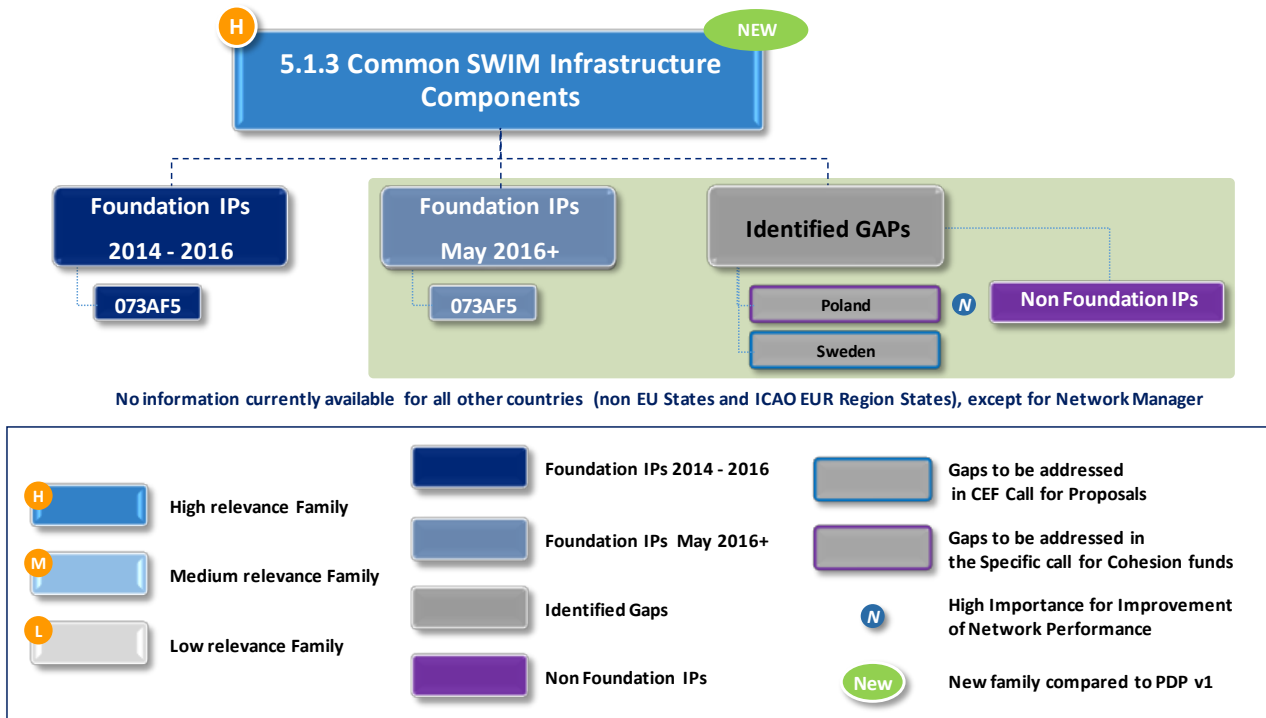 H
NEW
5.1.3 Common SWIM Infrastructure
Components
Foundation IPs
2014 - 2016
073AF5
Foundation IPs
May 2016+
073AF5
Identified GAPs
Poland
N
Sweden
Non Foundation IPs
No information currently available for all other countries (non EU States and ICAO EUR Region States), except for Network Manager
H
High relevance Family
M
Medium relevance Family
L
Low relevance Family
Foundation IPs 2014 - 2016
Foundation IPs May 2016+
Identified Gaps
Non Foundation IPs
Gaps to be addressed
in CEF Call for Proposals
Gaps to be addressed in
the Specific call for Cohesion funds
N
High Importance for Improvement
of Network Performance
New
New family compared to PDP v1